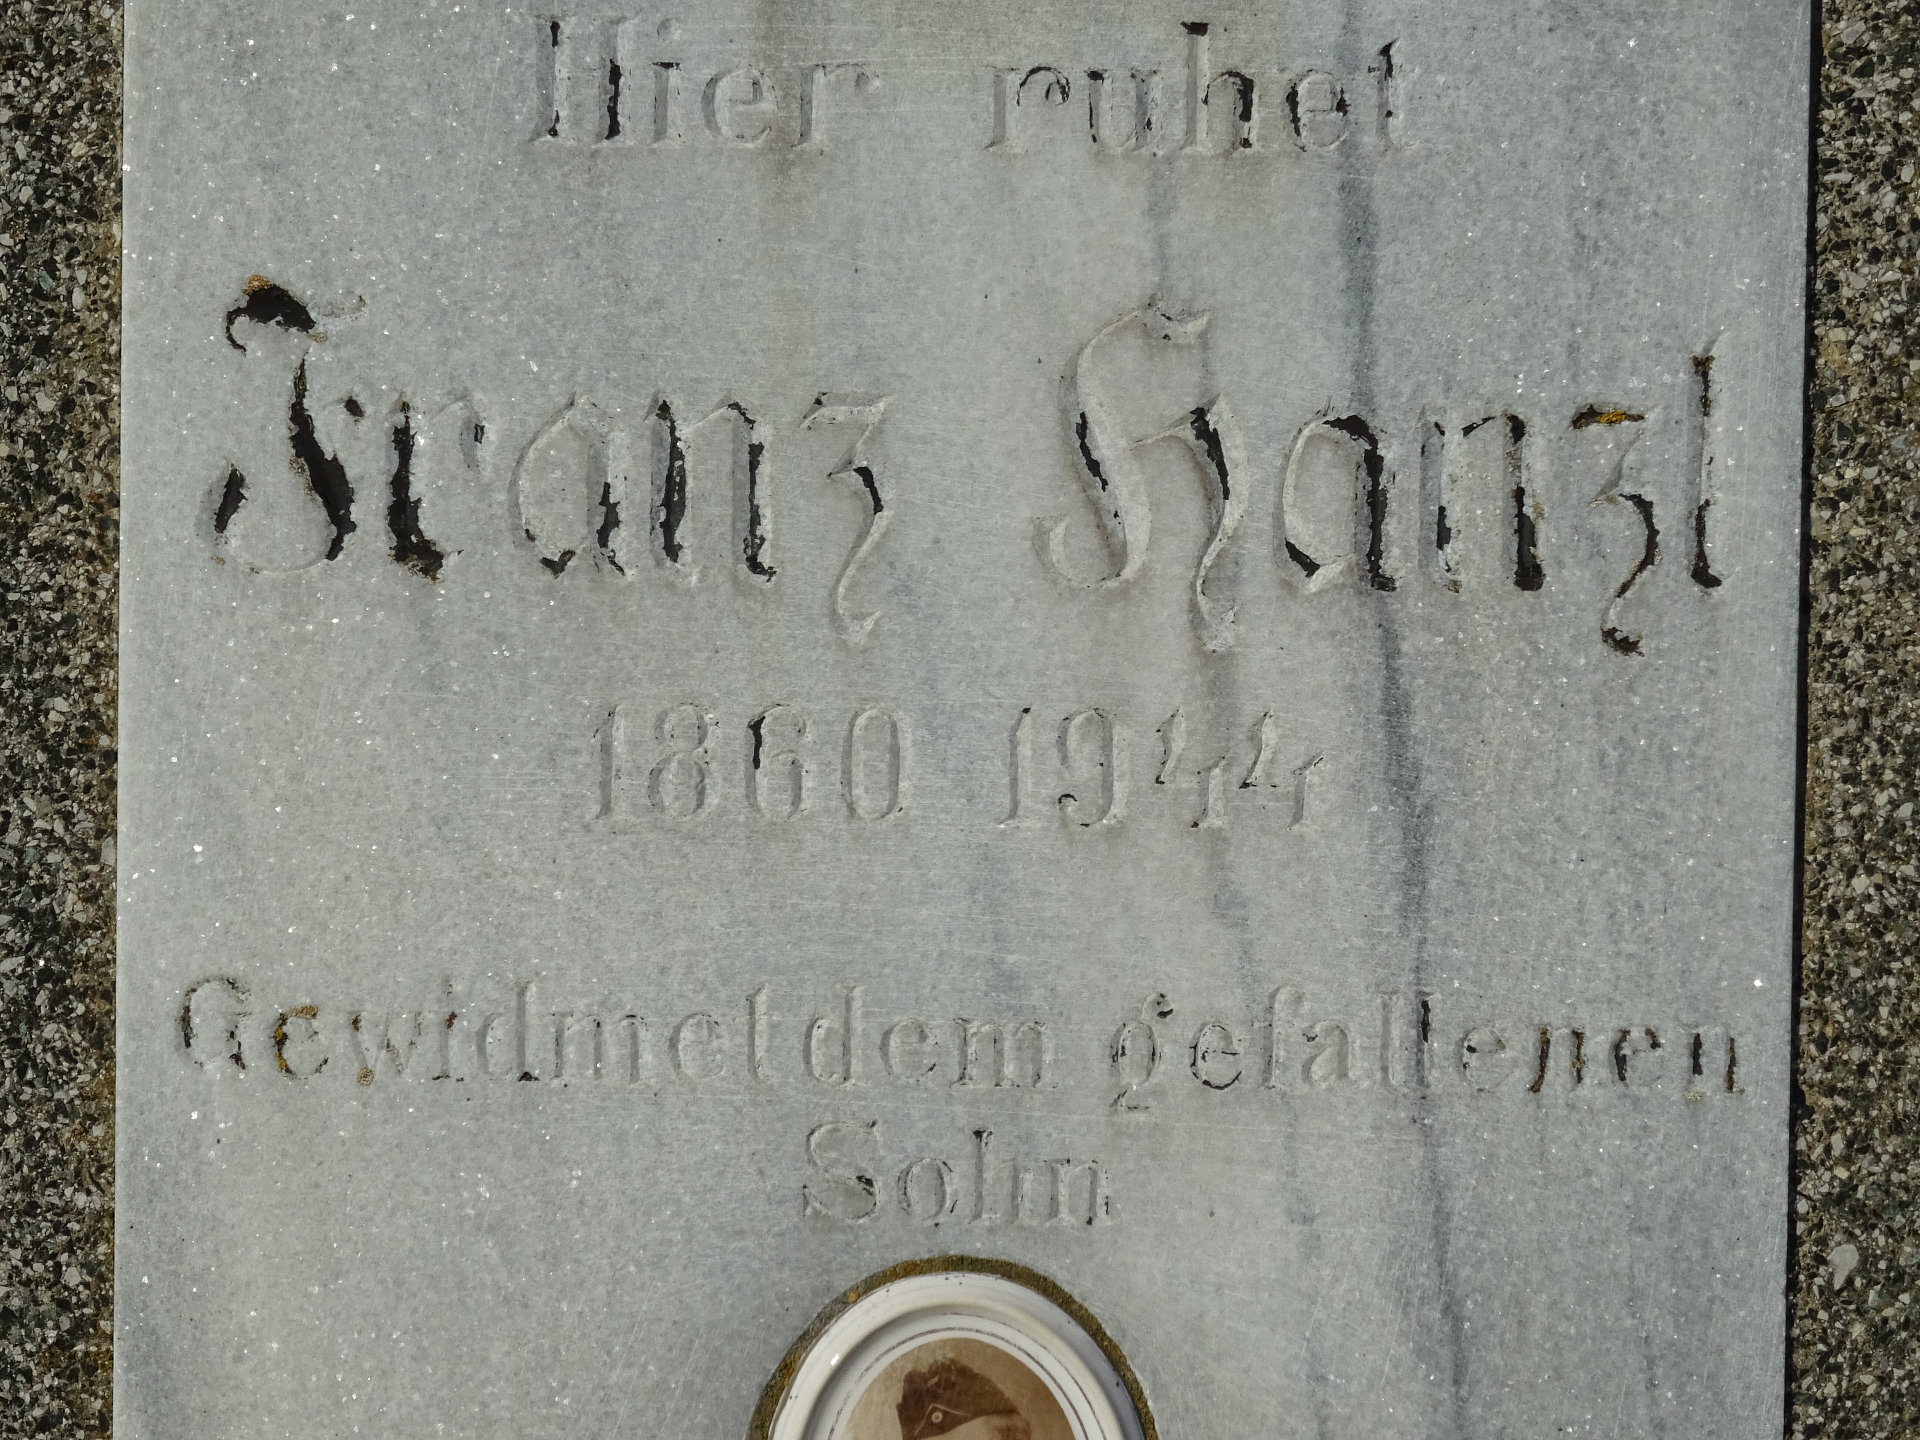 Hier ruhet
Franz Hanzl
1860 1944
Gewidmet dem gefallenen
Sohn